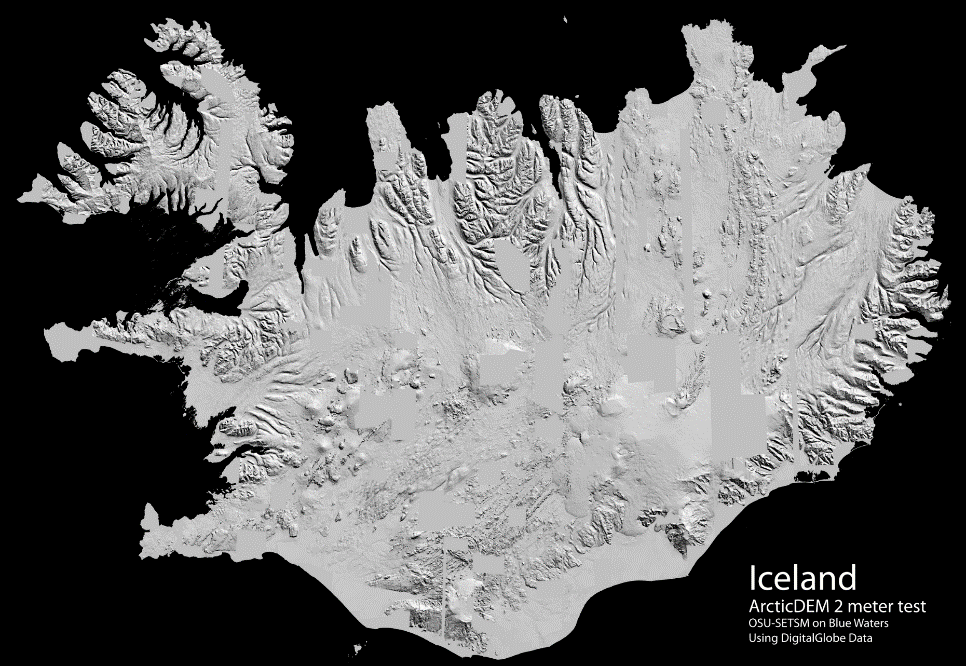 Iceland
ArcticDEM 2 meter test
OSU-SETSM on Blue Waters
Using DigitalGlobe Data